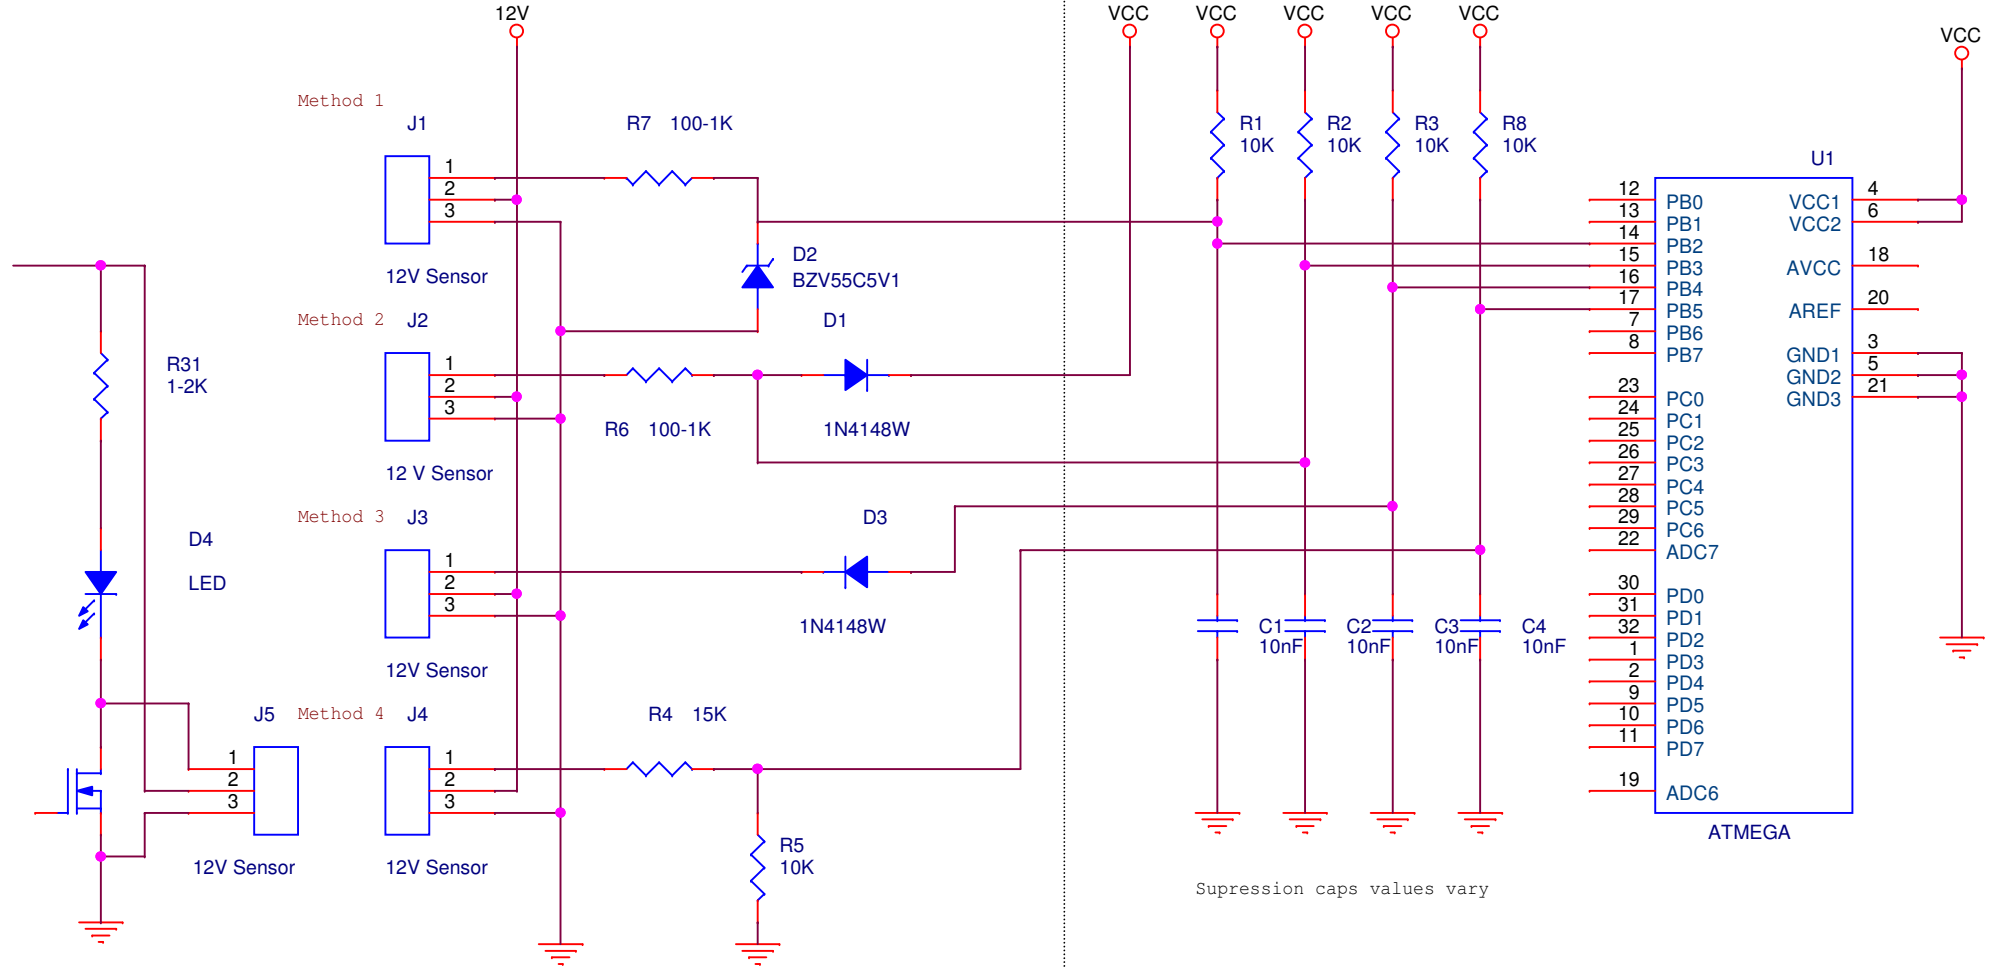 12V
VCC
VCC
VCC
VCC
VCC
VCC
Method 1
J1
1
2
3
12V Sensor
R7 100-1K
D2
BZV55C5V1
Method 2
J2
1
2
3
12 V Sensor
R6 100-1K
D1
1N4148W
Method 3
J3
1
2
3
12V Sensor
D3
1N4148W
Method 4
J4
1
2
3
12V Sensor
R4 15K
R5
10K
R31
1-2K
D4
LED
J5
1
2
3
12V Sensor
R1
10K
R2
10K
R3
10K
R8
10K
C1
10nF
C2
10nF
C3
10nF
C4
10nF
Supression caps values vary
U1
12 PB0
13 PB1
14 PB2
15 PB3
16 PB4
17 PB5
7 PB6
8 PB7
23 PC0
24 PC1
25 PC2
26 PC3
27 PC4
28 PC5
29 PC6
22 ADC7
30 PD0
31 PD1
32 PD2
1 PD3
2 PD4
9 PD5
10 PD6
11 PD7
19 ADC6
VCC1 4
VCC2 6
AVCC 18
AREF 20
GND1 3
GND2 5
GND3 21
ATMEGA